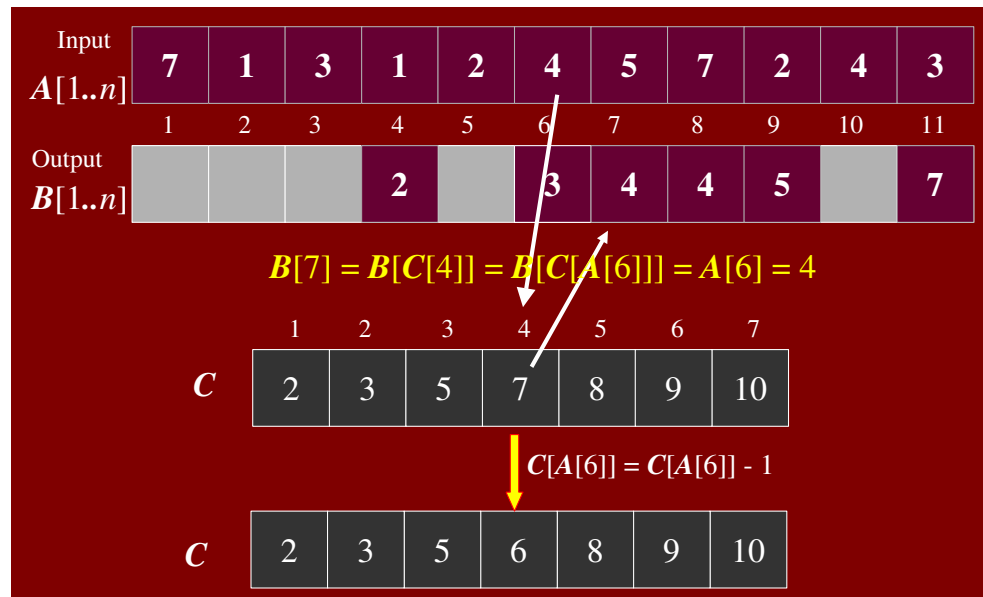 Input
A[1..n]
7 1 3 1 2 4 5 7 2 4 3
1 2 3 4 5 6 7 8 9 10 11
Output
B[1..n]
2 3 4 4 5 7
B[7] = B[C[4]] = B[C[A[6]]] = A[6] = 4
1 2 3 4 5 6 7
C 2 3 5 7 8 9 10
C[A[6]] = C[A[6]] - 1
C 2 3 5 6 8 9 10